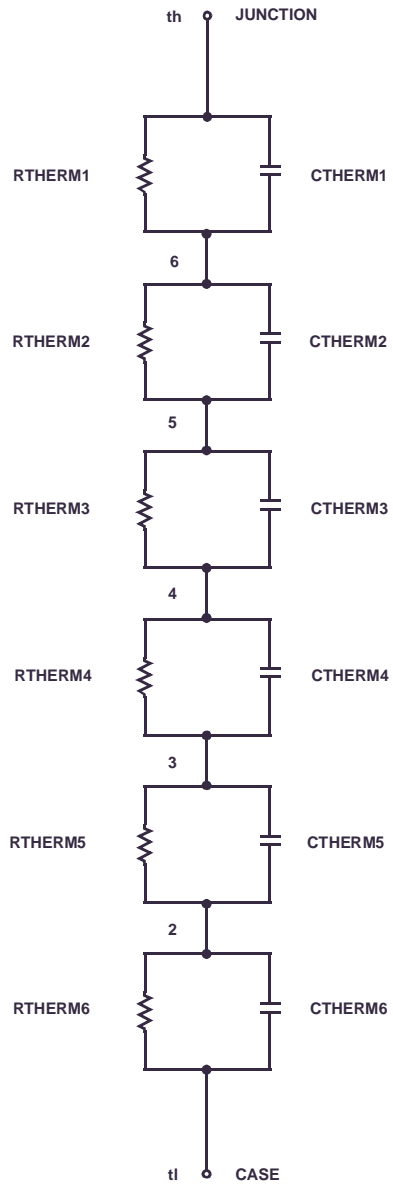 th JUNCTION
RTHERM1 CTHERM1
6
RTHERM2 CTHERM2
5
RTHERM3 CTHERM3
4
RTHERM4 CTHERM4
3
RTHERM5 CTHERM5
2
RTHERM6 CTHERM6
tl CASE